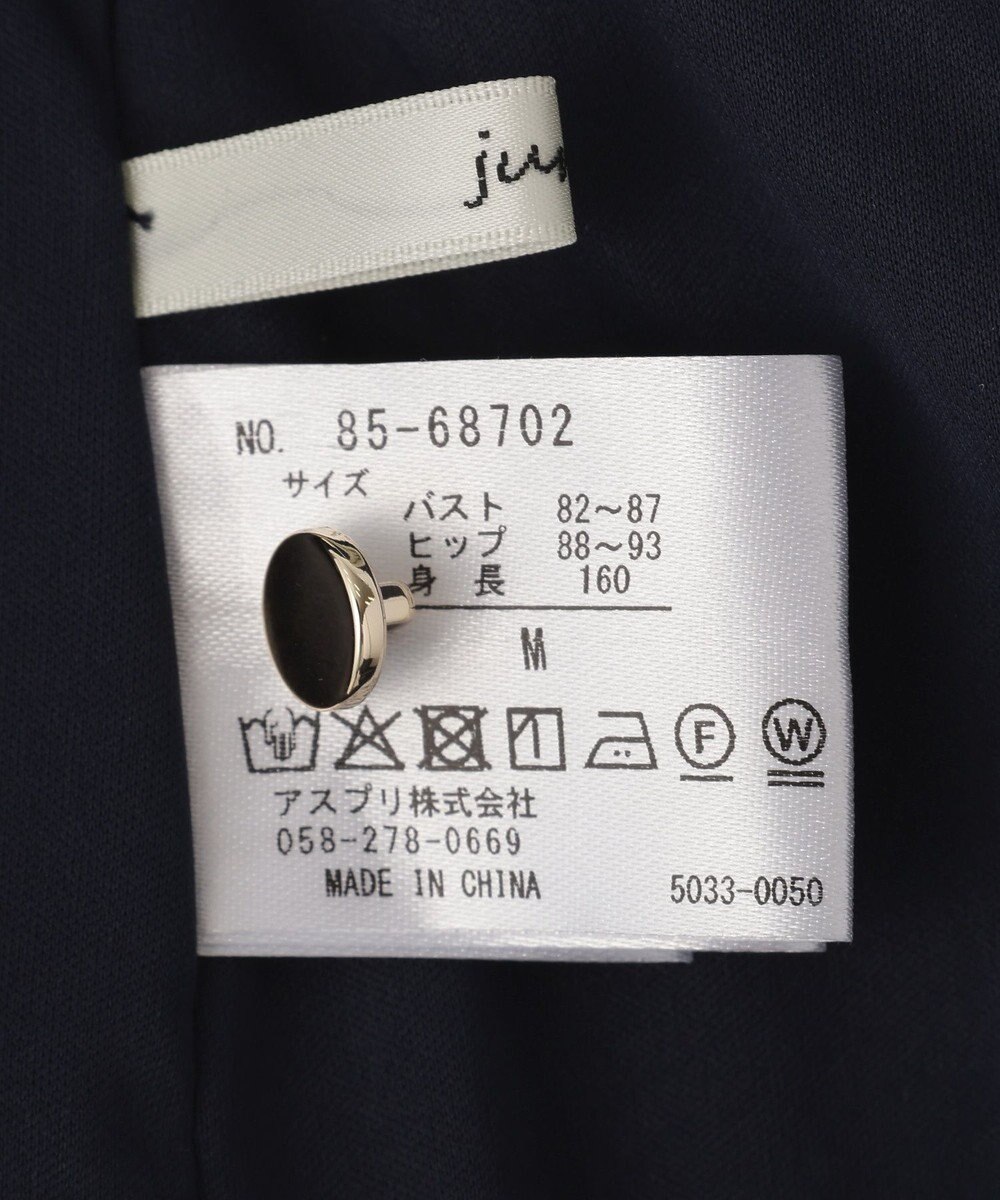 NO. 85-68702
サイズ
バスト 82～87
ヒップ 88～93
身長 160
M
F W
アスプリ株式会社
058-278-0669
MADE IN CHINA 5033-0050